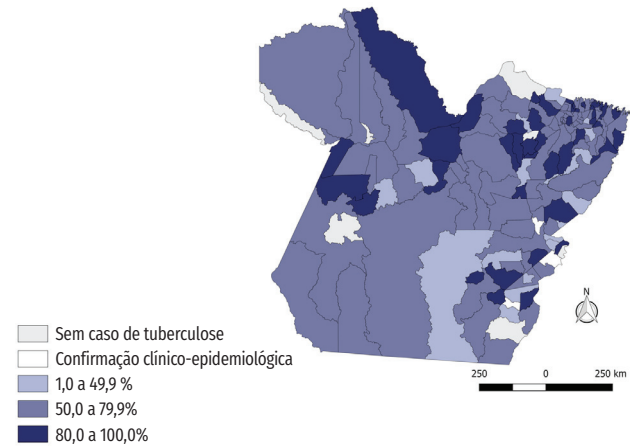 N
Sem caso de tuberculose
Confirmação clínico-epidemiológica
1,0 a 49,9 %
50,0 a 79,9%
80,0 a 100,0%
250 0 250 km